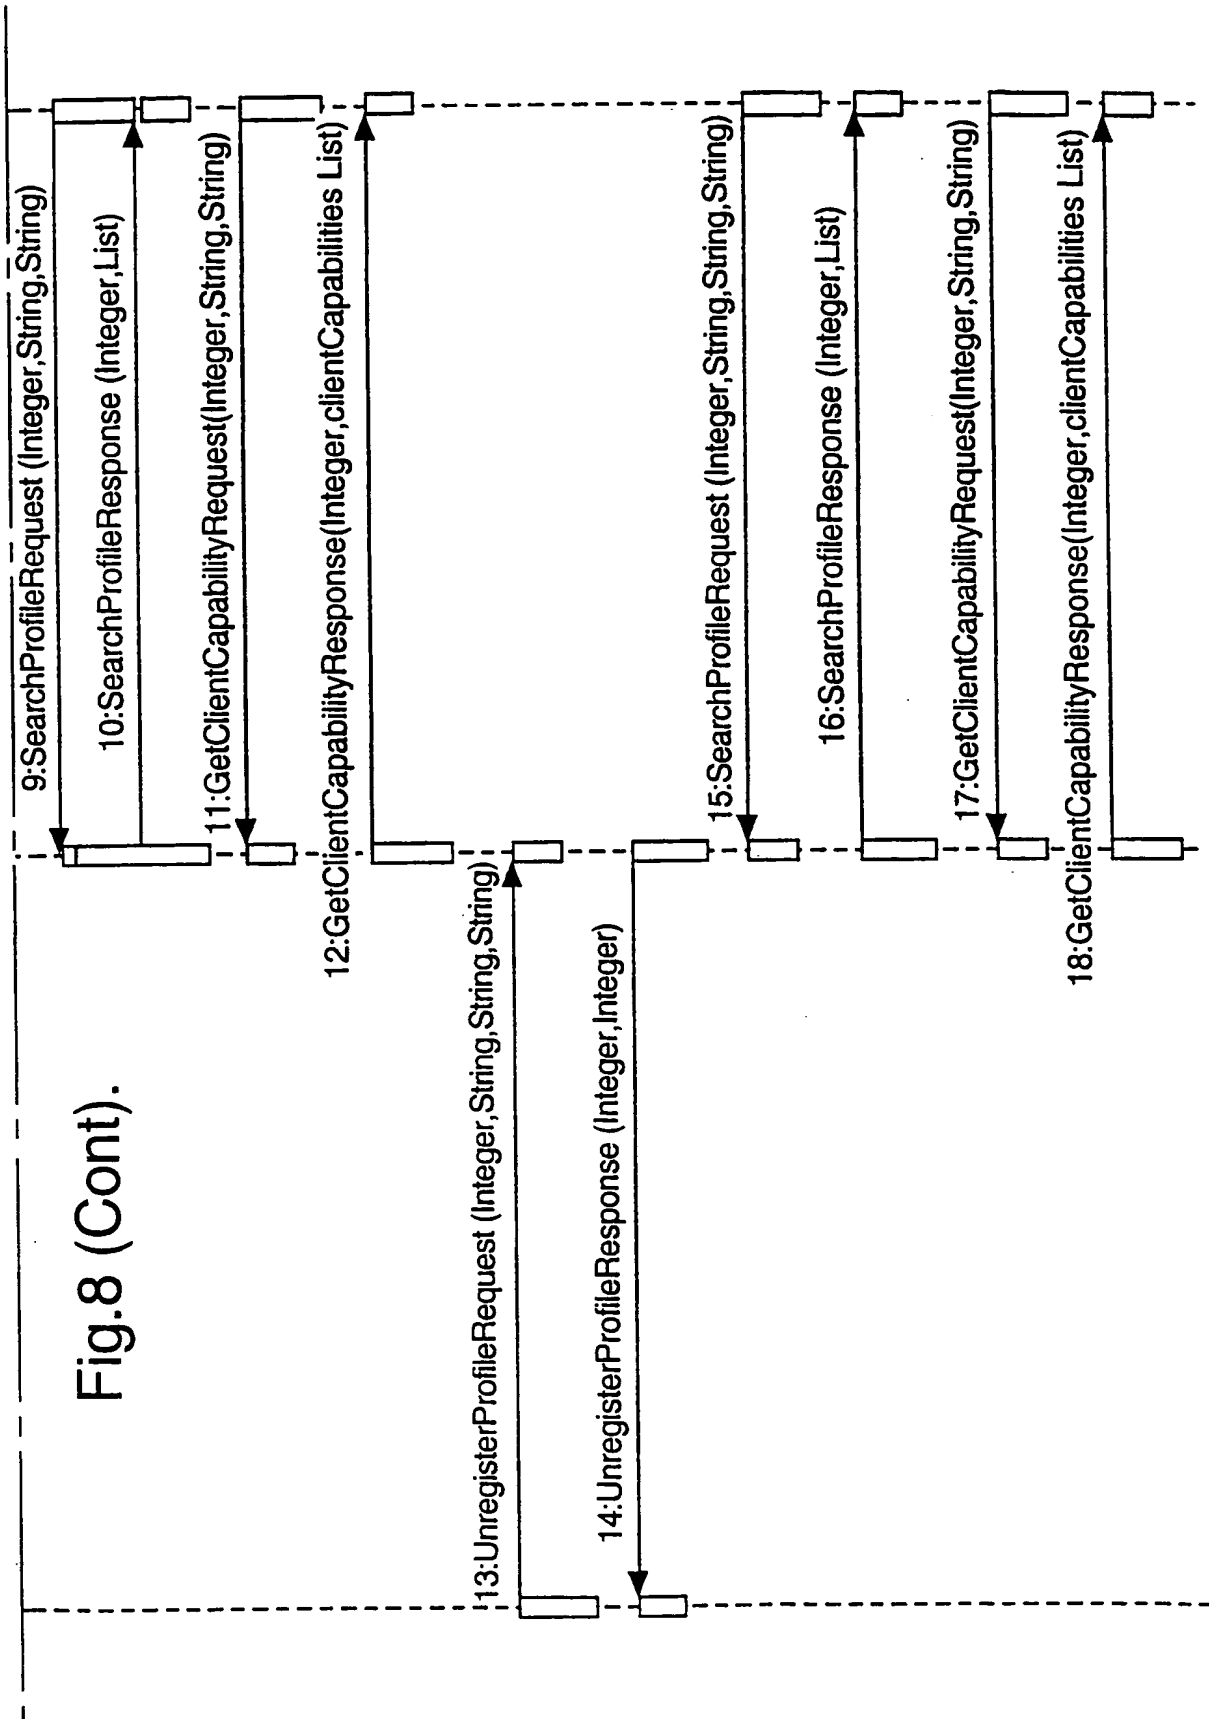 Fig.8 (Cont).
9:SearchProfileRequest (Integer,String,String)
10:SearchProfileResponse (Integer,List)
11:GetClientCapabilityRequest(Integer,String,String)
12:GetClientCapabilityResponse(Integer,clientCapabilities List)
13:UnregisterProfileRequest (Integer,String,String,String)
14:UnregisterProfileResponse (Integer,Integer)
15:SearchProfileRequest (Integer,String,String,String)
16:SearchProfileResponse (Integer,List)
17:GetClientCapabilityRequest(Integer,String,String)
18:GetClientCapabilityResponse(Integer,clientCapabilities List)